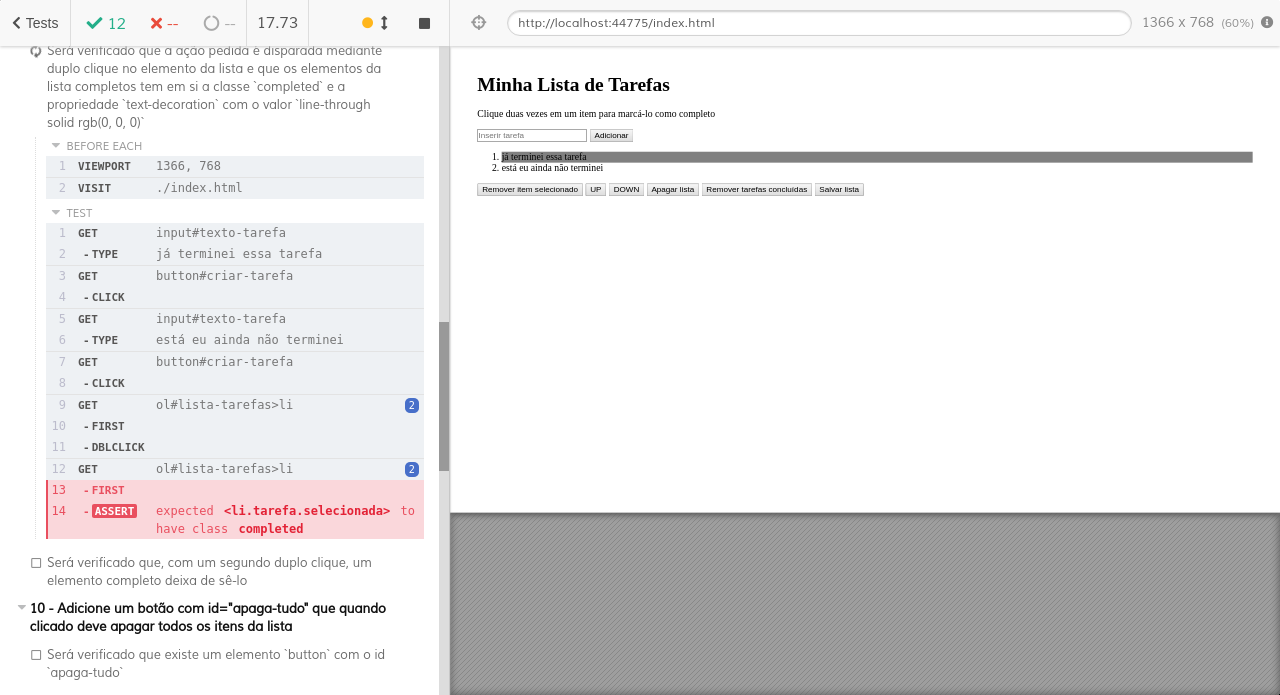 Tests
12
--
--
17.73
http://localhost:44775/index.html
1366 x 768 (60%)
Será verificado que a ação pedida é disparada mediante
duplo clique no elemento da lista e que os elementos da
lista completos tem em si a classe `completed` e a
propriedade `text-decoration` com o valor `line-through
solid rgb(0, 0, 0)`
BEFORE EACH
1 VIEWPORT 1366, 768
2 VISIT ./index.html
TEST
1 GET input#texto-tarefa
2 - TYPE já terminei essa tarefa
3 GET button#criar-tarefa
4 - CLICK
5 GET input#texto-tarefa
6 - TYPE está eu ainda não terminei
7 GET button#criar-tarefa
8 - CLICK
9 GET ol#lista-tarefas>li 2
10 - FIRST
11 - DBLCLICK
12 GET ol#lista-tarefas>li 2
13 - FIRST
14 - ASSERT expected <li.tarefa.selecionada> to
have class completed
Será verificado que, com um segundo duplo clique, um
elemento completo deixa de sê-lo
10 - Adicione um botão com id="apaga-tudo" que quando
clicado deve apagar todos os itens da lista
Será verificado que existe um elemento `button` com o id
`apaga-tudo`
Minha Lista de Tarefas
Clique duas vezes em um item para marcá-lo como completo
Inserir tarefa Adicionar
1. já terminei essa tarefa
2. está eu ainda não terminei
Remover item selecionado UP DOWN Apagar lista Remover tarefas concluídas Salvar lista